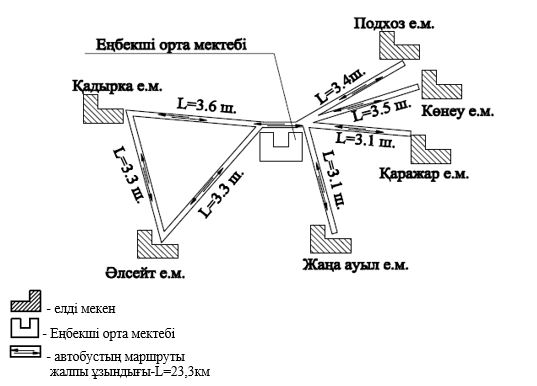 Подхоз е.м.
Еңбекші орта мектебі
L=3.4ш.
Қадырка е.м.
L=3.6 ш.
L=3.5 ш.
Көнеу е.м.
L=3.1 ш.
Қаражар е.м.
L=3.3 ш.
L=3.3 ш.
L=3.1 ш.
Әлсейт е.м.
Жаңа ауыл е.м.
- елді мекен
- Еңбекші орта мектебі
- автобустың маршруты
жалпы ұзындығы-L=23,3км